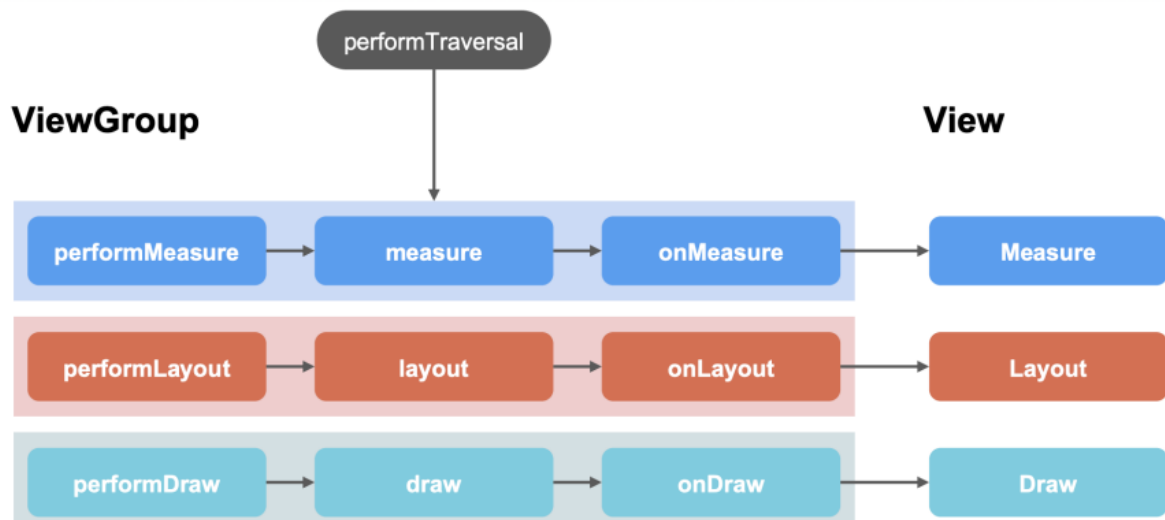 performTraversal
ViewGroup
View
performMeasure
measure
onMeasure
Measure
performLayout
layout
onLayout
Layout
performDraw
draw
onDraw
Draw